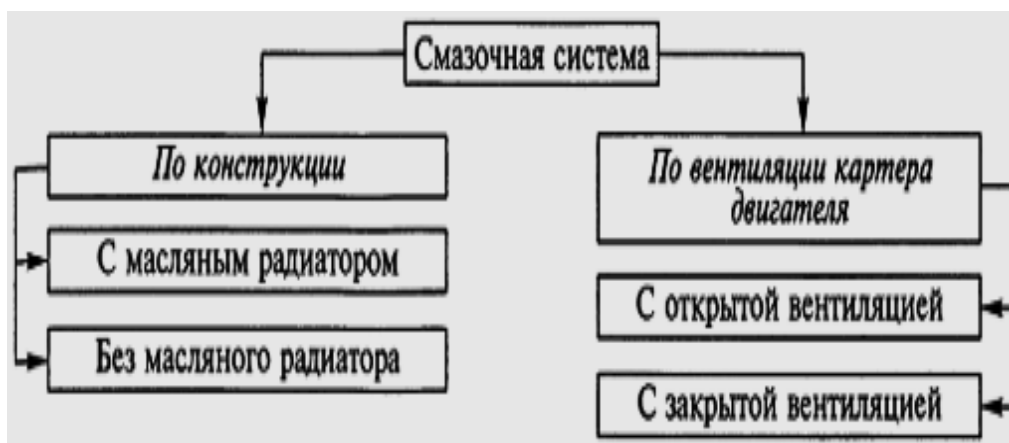 Смазочная система
По конструкции
С масляным радиатором
Без масляного радиатора
По вентиляции картера
двигателя
С открытой вентиляцией
С закрытой вентиляцией